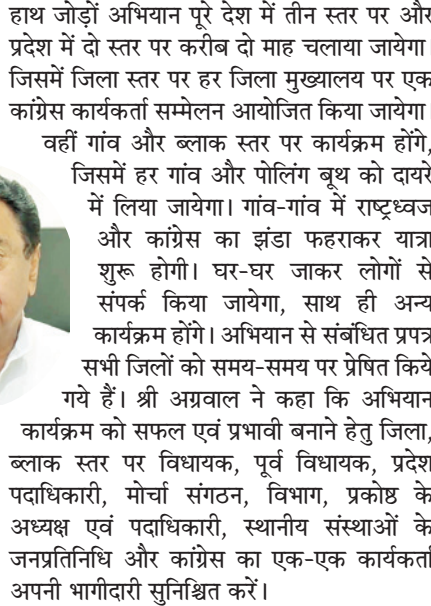 हाथ जोड़ों अभियान पूरे देश में तीन स्तर पर और
प्रदेश में दो स्तर पर करीब दो माह चलाया जायेगा।
जिसमें जिला स्तर पर हर जिला मुख्यालय पर एक
कांग्रेस कार्यकर्ता सम्मेलन आयोजित किया जायेगा।
वहीं गांव और ब्लाक स्तर पर कार्यक्रम होंगे,
जिसमें हर गांव और पोलिंग बूथ को दायरे
में लिया जायेगा। गांव-गांव में राष्ट्रध्वज
और कांग्रेस का झंडा फहराकर यात्रा
शुरू होगी। घर-घर जाकर लोगों से
संपर्क किया जायेगा, साथ ही अन्य
कार्यक्रम होंगे। अभियान से संबंधित प्रपत्र
सभी जिलों को समय-समय पर प्रेषित किये
गये हैं। श्री अग्रवाल ने कहा कि अभियान
कार्यक्रम को सफल एवं प्रभावी बनाने हेतु जिला,
ब्लाक स्तर पर विधायक, पूर्व विधायक, प्रदेश
पदाधिकारी, मोर्चा संगठन, विभाग, प्रकोष्ठ के
अध्यक्ष एवं पदाधिकारी, स्थानीय संस्थाओं के
जनप्रतिनिधि और कांग्रेस का एक-एक कार्यकर्ता
अपनी भागीदारी सुनिश्चित करें।